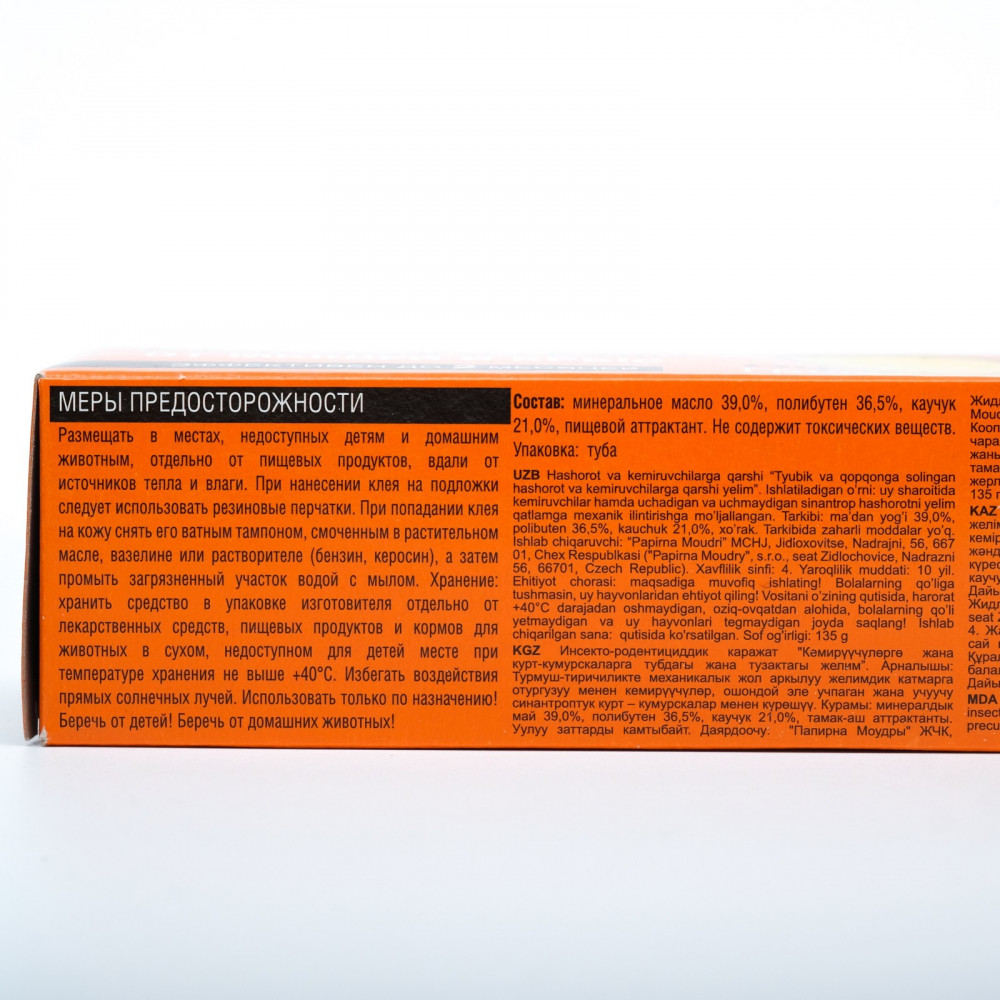 МЕРЫ ПРЕДОСТОРОЖНОСТИ
Размещать в местах, недоступных детям и домашним
животным, отдельно от пищевых продуктов, вдали от
источников тепла и влаги. При нанесении клея на подложки
следует использовать резиновые перчатки. При попадании клея
на кожу снять его ватным тампоном, смоченным в растительном
масле, вазелине или растворителе (бензин, керосин), а затем
промыть загрязненный участок водой с мылом. Хранение:
хранить средство в упаковке изготовителя отдельно от
лекарственных средств, пищевых продуктов и кормов для
животных в сухом, недоступном для детей месте при
температуре хранения не выше +40°С. Избегать воздействия
прямых солнечных лучей. Использовать только по назначению!
Беречь от детей! Беречь от домашних животных!
Состав: минеральное масло 39,0%, полибутен 36,5%, каучук
21,0%, пищевой аттрактант. Не содержит токсических веществ.
Упаковка: туба
UZB Hashorot va kemiruvchilarga qarshi "Tyubik va qopqonga solingan
hashorot va kemiruvchilarga qarshi yelim". Ishlatiladigan o'rni: uy sharoitida
kemiruvchilar hamda uchadigan va uchmaydigan sinantrop hashorotni yelim
qatlamga mexanik ilintirishga mo'ljallangan. Tarkibi: ma'dan yog'i 39,0%,
polibuten 36,5%, kauchuk 21,0%, xo'rak. Tarkibida zaharli moddalar yo'q.
Ishlab chiqaruvchi: "Papirna Moudri" MCHJ, Jidioxovitse, Nadrajni, 56, 667
01, Chex Respublkasi ("Papirna Moudry", s.r.o., seat Zidlochovice, Nadrazni
56, 66701, Czech Republic). Xavflilik sinfi: 4. Yaroqlilik muddati: 10 yil.
Ehitiyot chorasi: maqsadiga muvofiq ishlating! Bolalarning qo'liga
tushmasin, uy hayvonlaridan ehtiyot qiling! Vositani o'zining qutisida, harorat
+40°C darajadan oshmaydigan, oziq-ovqatdan alohida, bolalarning qo'li
yetmaydigan va uy hayvonlari tegmaydigan joyda saqlang! Ishlab
chiqarilgan sana: qutisida ko'rsatilgan. Sof og'irligi: 135 g
KGZ Инсекто-родентициддик каражат "Кемирүүчүлөргө жана
курт-кумурскаларга тубдагы жана тузактагы желим". Арналышы:
Турмуш-тиричиликте механикалык жол аркылуу желимдик катмарга
отургузуу менен кемирүүчүлөр, ошондой эле учпаган жана учуучу
синантроптук курт – кумурскалар менен күрөшүү. Курамы: минералдык
май 39,0%, полибутен 36,5%, каучук 21,0%, тамак-аш аттрактанты.
Уулуу заттарды камтыбайт. Даярдоочу: "Папирна Моудры" ЖЧК,
135 г
KAZ
4.
MDA